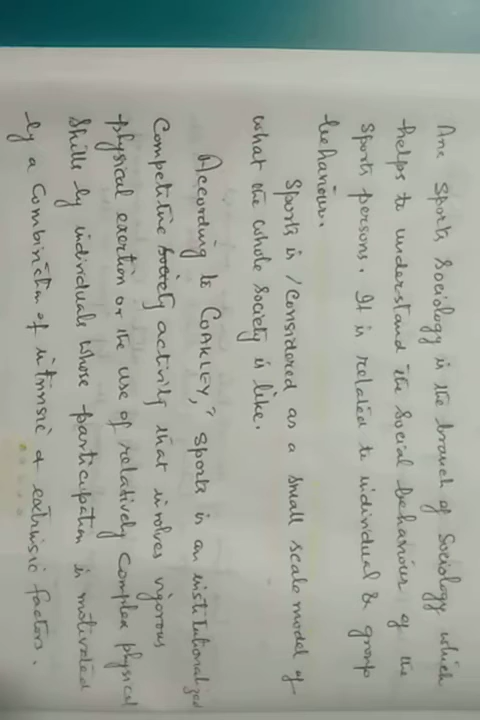 Anc Sports Sociology is the branch of Sociology which
helps to understand the social behaviour of the
sports persons. It is related to individual & group
behaviour.
Sports is / considered as a small scale model of
what the whole society is like.
According to COAKLEY, "Sports is an institutionalized
Competitive society activity that involves vigorous
physical exertion or the use of relatively complex physical
skills by individuals whose participation is motivated
by a combination of intrinsic & extrinsic factors.